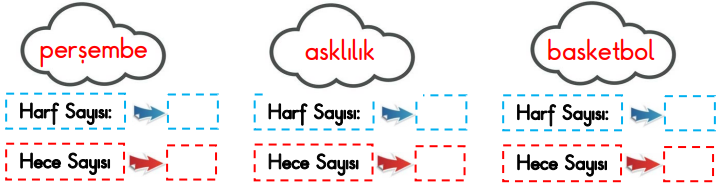 perşembe asklılık basketbol
Harf Sayısı: Harf Sayısı: Harf Sayısı:
Hece Sayısı Hece Sayısı Hece Sayısı